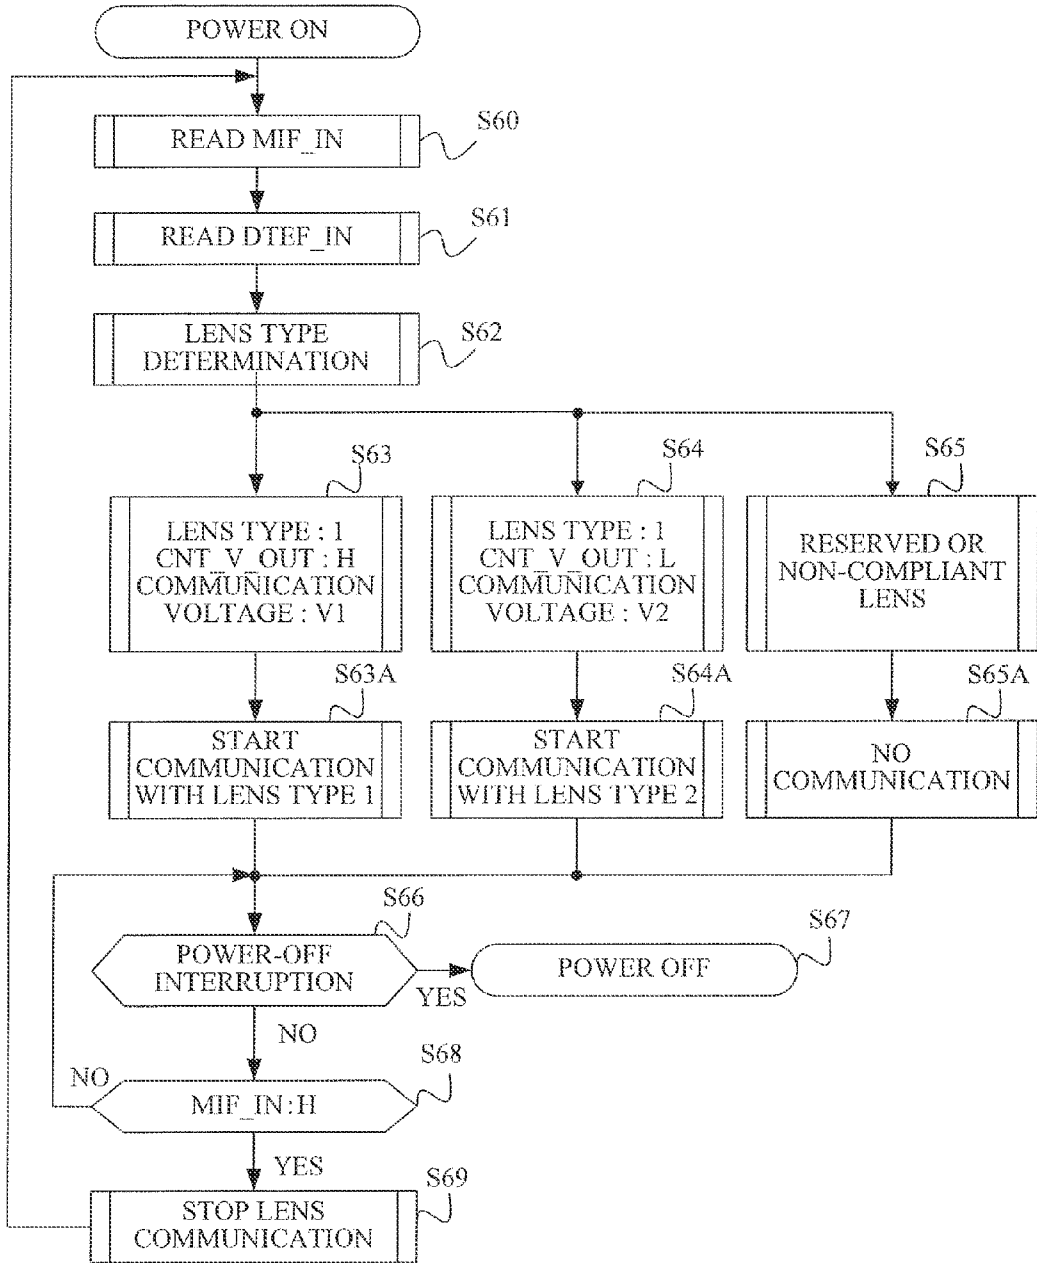 POWER ON
READ MIF_IN
S60
READ DTEF_IN
S61
LENS TYPE
DETERMINATION
S62
S63
LENS TYPE : 1
CNT_V_OUT : H
COMMUNICATION
VOLTAGE : V1
S64
LENS TYPE : 1
CNT_V_OUT : L
COMMUNICATION
VOLTAGE : V2
S65
RESERVED OR
NON-COMPLIANT
LENS
S63A
START
COMMUNICATION
WITH LENS TYPE 1
S64A
START
COMMUNICATION
WITH LENS TYPE 2
S65A
NO
COMMUNICATION
S66
POWER-OFF
INTERRUPTION
YES
S67
POWER OFF
NO
S68
NO
MIF_IN : H
YES
S69
STOP LENS
COMMUNICATION